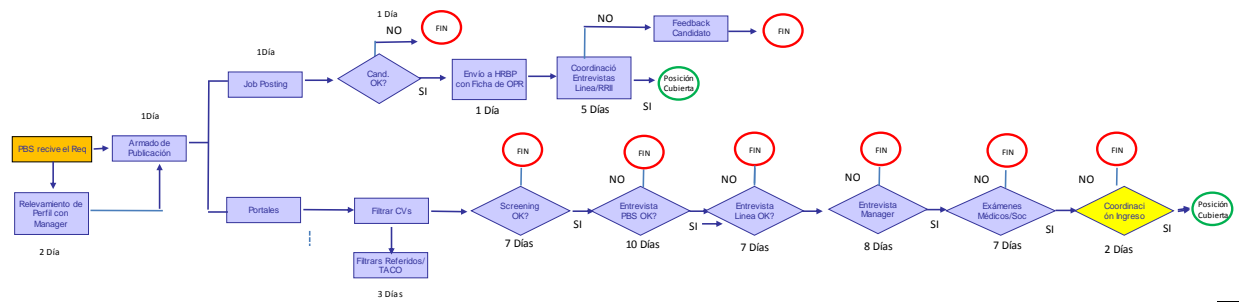 1 Día
NO
FIN
NO
Feedback
Candidato
FIN
1Día
Job Posting
Cand.
OK?
SI
Envío a HRBP
con Ficha de OPR
Coordinació
Entrevistas
Linea/RRII
Posición
Cubierta
SI
1 Día
5 Días
1Día
PBS recive el Req
Armado de
Publicación
FIN
FIN
FIN
FIN
FIN
FIN
NO
NO
NO
NO
NO
Relevamiento de
Perfil con
Manager
Portales
Filtrar CVs
Screening
OK?
SI
Entrevista
PBS OK?
SI
Entrevista
Linea OK?
Entrevista
Manager
SI
Exámenes
Médicos/Soc
SI
Coordinaci
ón Ingreso
SI
Posición
Cubierta
2 Día
7 Días
10 Días
7 Días
8 Días
7 Días
2 Días
Filtrars Referidos/
TACO
3 Días